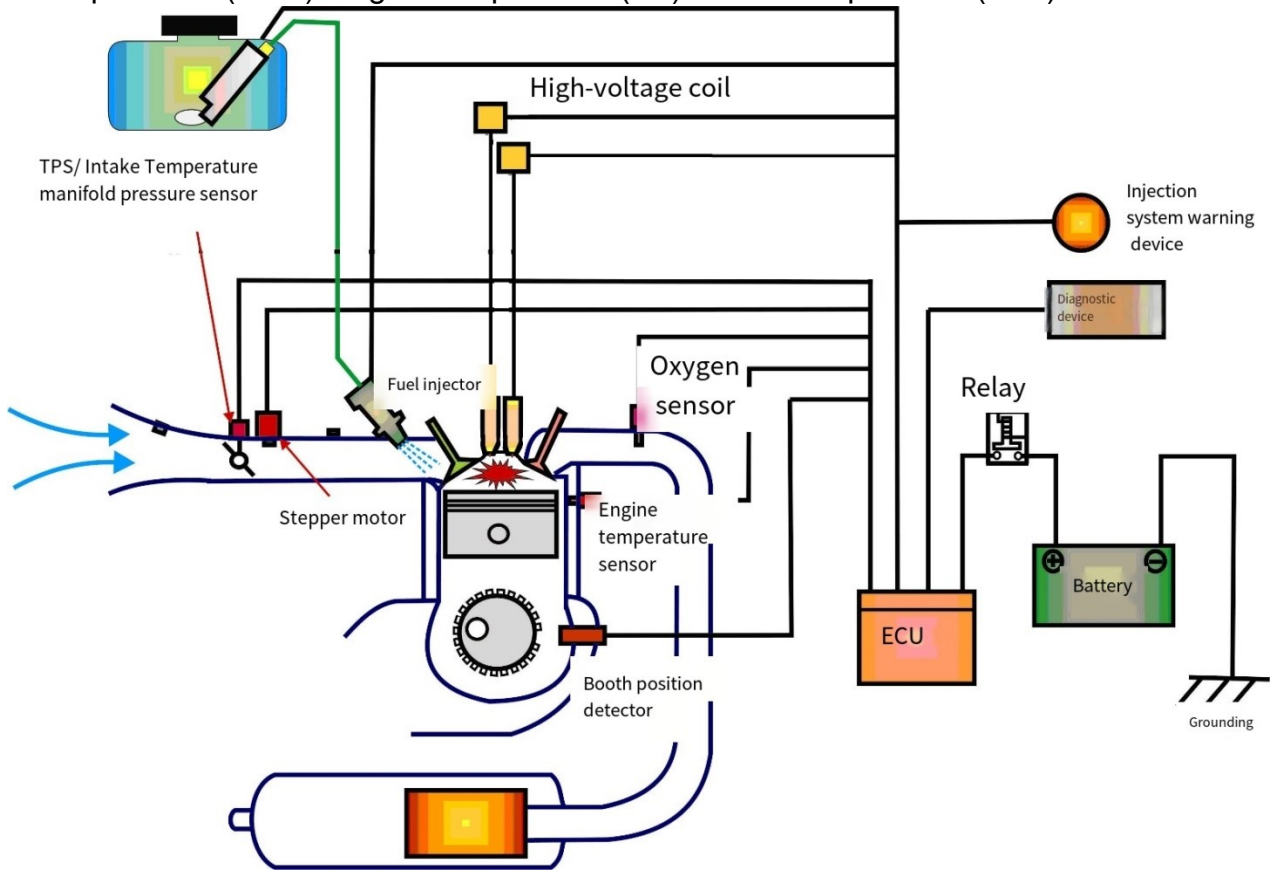 High-voltage coil
TPS/ Intake Temperature
manifold pressure sensor
Injection
system warning
device
Diagnostic
device
Fuel injector
Oxygen
sensor
Relay
Stepper motor
Engine
temperature
sensor
Battery
ECU
Booth position
detector
Grounding